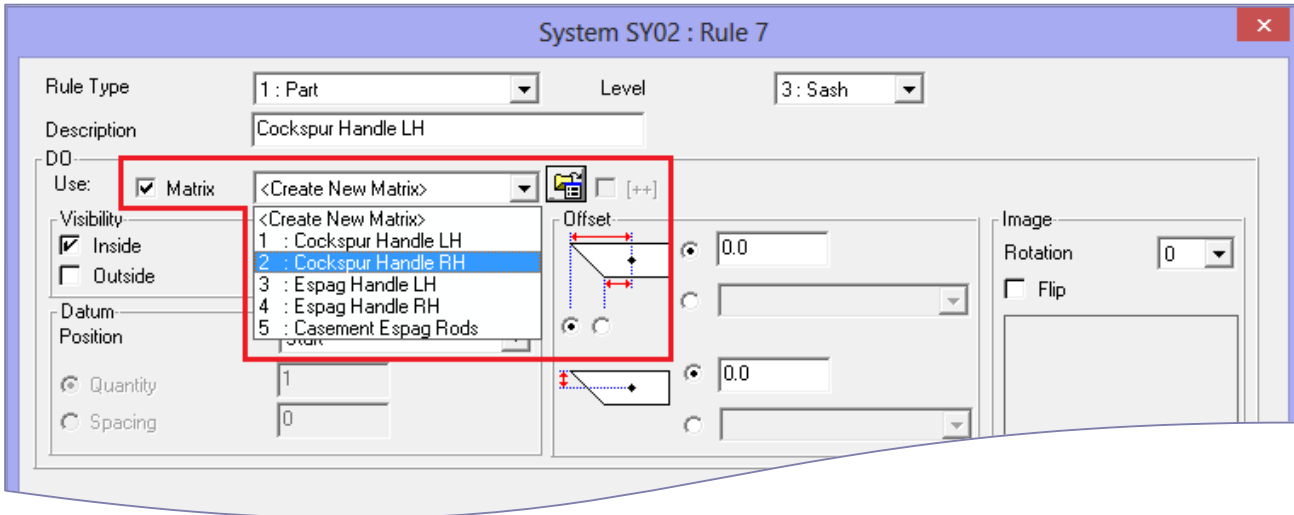 System SY02 : Rule 7
Rule Type 1 : Part Level 3 : Sash
Description Cockspur Handle LH
DO
Use: Matrix <Create New Matrix> [++]
Visibility
Inside
Outside
<Create New Matrix>
1 : Cockspur Handle LH
2 : Cockspur Handle RH
3 : Espag Handle LH
4 : Espag Handle RH
5 : Casement Espag Rods
Offset
0.0
0.0
Image
Rotation 0
Flip
Datum
Position Start
Quantity 1
Spacing 0